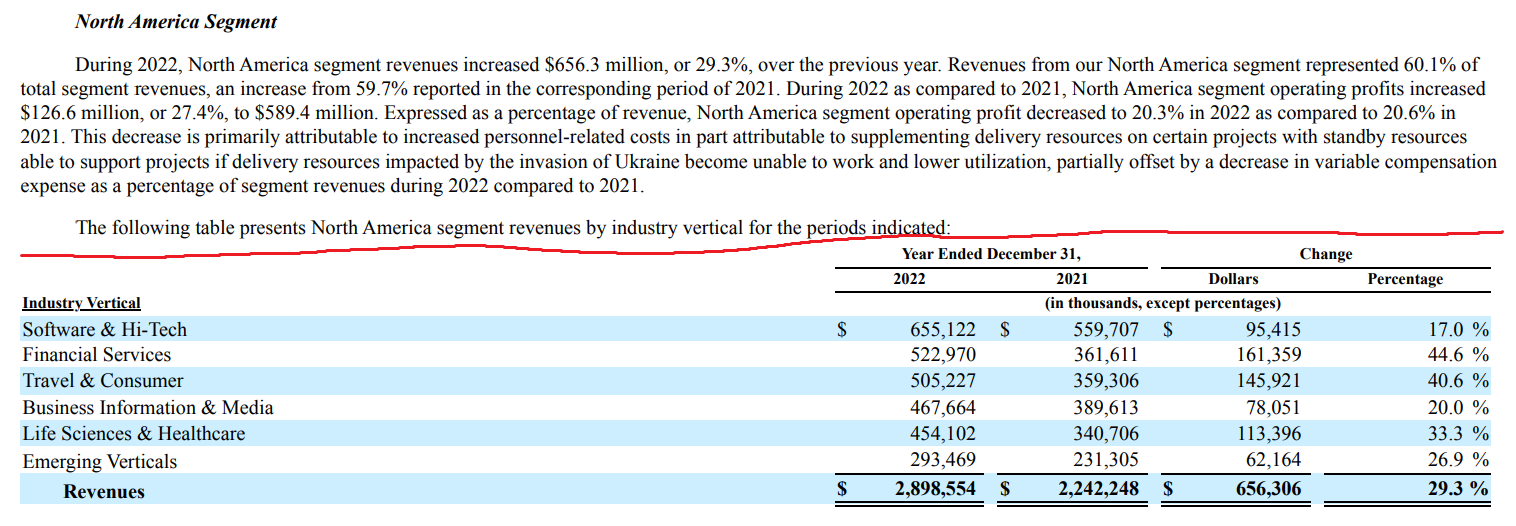 North America Segment
During 2022, North America segment revenues increased $656.3 million, or 29.3%, over the previous year. Revenues from our North America segment represented 60.1% of
total segment revenues, an increase from 59.7% reported in the corresponding period of 2021. During 2022 as compared to 2021, North America segment operating profits increased
$126.6 million, or 27.4%, to $589.4 million. Expressed as a percentage of revenue, North America segment operating profit decreased to 20.3% in 2022 as compared to 20.6% in
2021. This decrease is primarily attributable to increased personnel-related costs in part attributable to supplementing delivery resources on certain projects with standby resources
able to support projects if delivery resources impacted by the invasion of Ukraine become unable to work and lower utilization, partially offset by a decrease in variable compensation
expense as a percentage of segment revenues during 2022 compared to 2021.
The following table presents North America segment revenues by industry vertical for the periods indicated:
Year Ended December 31, Change
2022 2021 Dollars Percentage
Industry Vertical (in thousands, except percentages)
Software & Hi-Tech $ 655,122 $ 559,707 $ 95,415 17.0 %
Financial Services 522,970 361,611 161,359 44.6 %
Travel & Consumer 505,227 359,306 145,921 40.6 %
Business Information & Media 467,664 389,613 78,051 20.0 %
Life Sciences & Healthcare 454,102 340,706 113,396 33.3 %
Emerging Verticals 293,469 231,305 62,164 26.9 %
Revenues $ 2,898,554 $ 2,242,248 $ 656,306 29.3 %